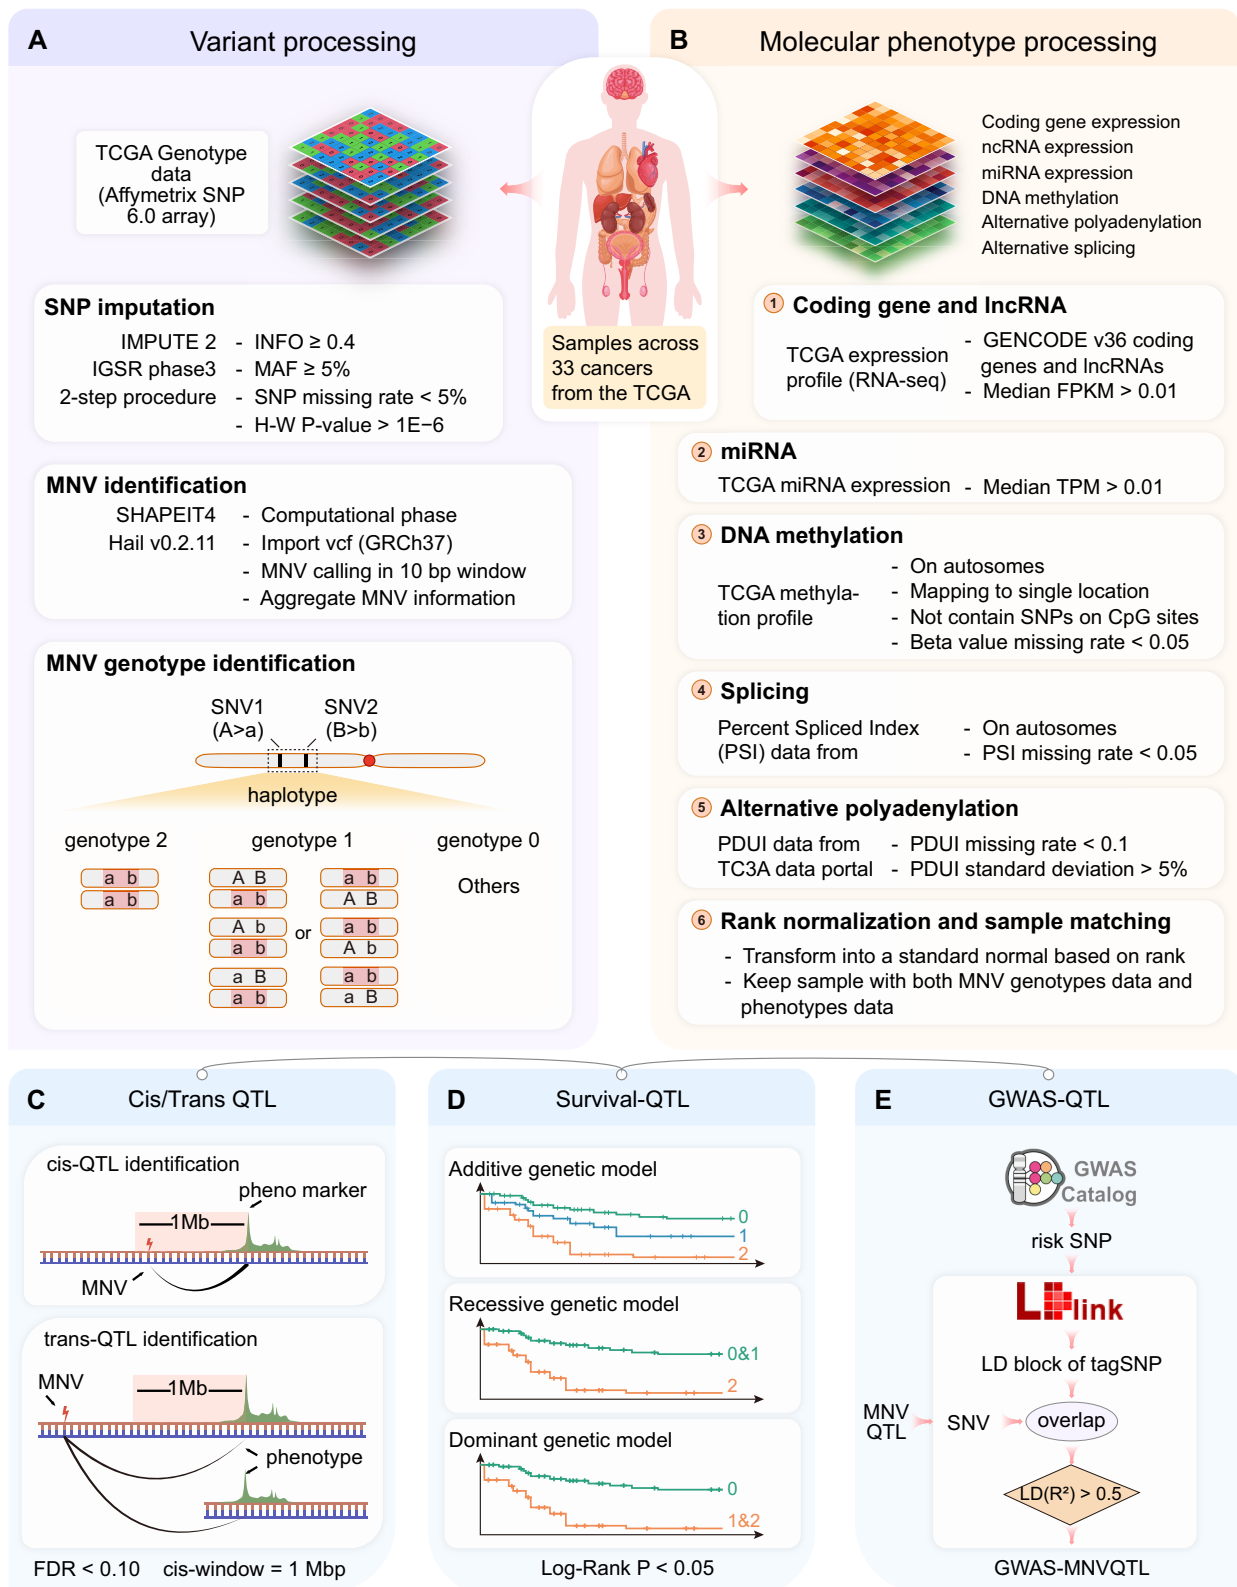 A Variant processing
TCGA Genotype
data
(Affymetrix SNP
6.0 array)
SNP imputation
IMPUTE 2 - INFO ≥ 0.4
IGSR phase3 - MAF ≥ 5%
2-step procedure - SNP missing rate < 5%
- H-W P-value > 1E−6
MNV identification
SHAPEIT4 - Computational phase
Hail v0.2.11 - Import vcf (GRCh37)
- MNV calling in 10 bp window
- Aggregate MNV information
MNV genotype identification
SNV1 SNV2
(A>a) (B>b)
haplotype
genotype 2 genotype 1 genotype 0
a b A B a b
a b a b A B
Others
A b a b
or
a b A b
a B a b
a b a B
Samples across
33 cancers
from the TCGA
B Molecular phenotype processing
Coding gene expression
ncRNA expression
miRNA expression
DNA methylation
Alternative polyadenylation
Alternative splicing
1 Coding gene and lncRNA
TCGA expression
profile (RNA-seq)
- GENCODE v36 coding
genes and lncRNAs
- Median FPKM > 0.01
2 miRNA
TCGA miRNA expression - Median TPM > 0.01
3 DNA methylation
TCGA methyla-
tion profile
- On autosomes
- Mapping to single location
- Not contain SNPs on CpG sites
- Beta value missing rate < 0.05
4 Splicing
Percent Spliced Index - On autosomes
(PSI) data from - PSI missing rate < 0.05
5 Alternative polyadenylation
PDUI data from - PDUI missing rate < 0.1
TC3A data portal - PDUI standard deviation > 5%
6 Rank normalization and sample matching
- Transform into a standard normal based on rank
- Keep sample with both MNV genotypes data and
phenotypes data
C Cis/Trans QTL
cis-QTL identification
pheno marker
1Mb
MNV
trans-QTL identification
MNV
1Mb
phenotype
FDR < 0.10 cis-window = 1 Mbp
D Survival-QTL
Additive genetic model
0
1
2
Recessive genetic model
0&1
2
Dominant genetic model
0
1&2
Log-Rank P < 0.05
E GWAS-QTL
GWAS
Catalog
risk SNP
LDlink
LD block of tagSNP
MNV
QTL
SNV
overlap
LD(R²) > 0.5
GWAS-MNVQTL